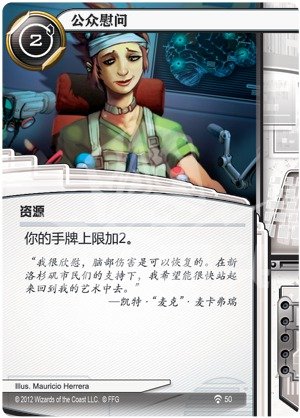 公众慰问
2
资源
你的手牌上限加2。
“我很欣慰，脑部伤害是可以恢复的。在新
洛杉矶市民们的支持下，我希望能很快站起
来回到我的艺术中去。”
—凯特·“麦克”·麦卡弗瑞
Illus. Mauricio Herrera
© 2012 Wizards of the Coast LLC. © FFG
50